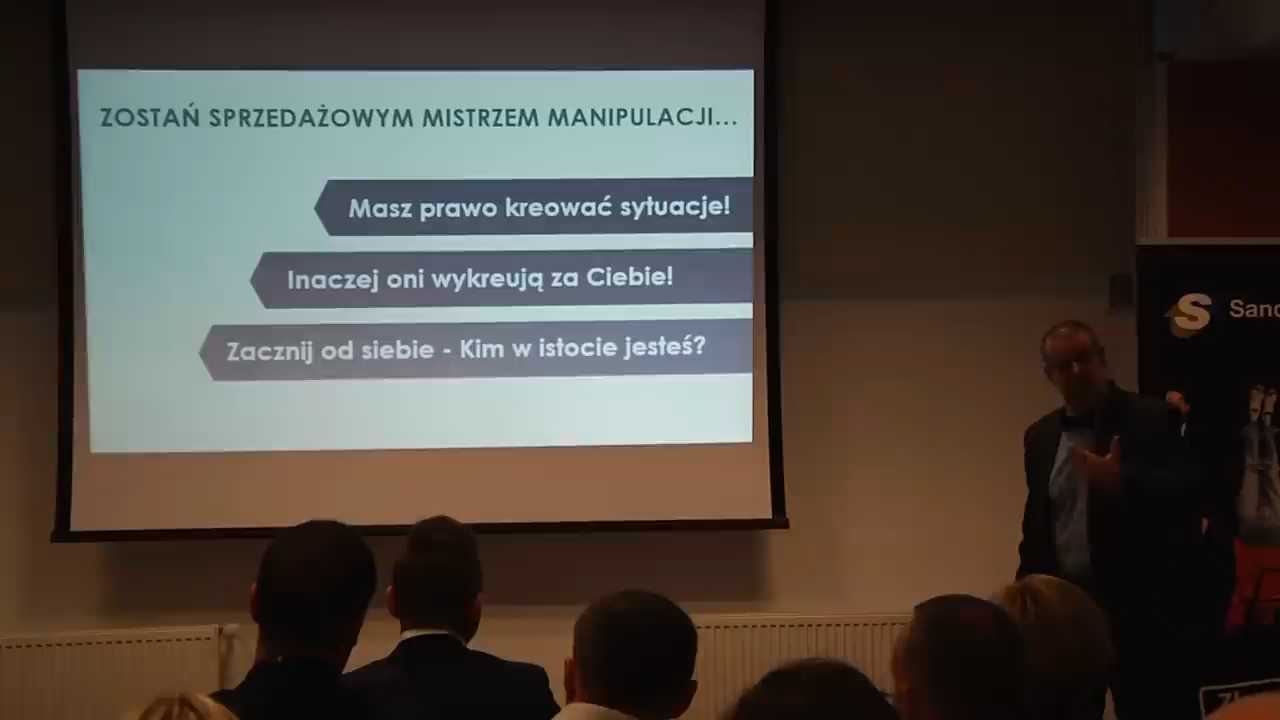 ZOSTAŃ SPRZEDAŻOWYM MISTRZEM MANIPULACJI...
Masz prawo kreować sytuacje!
Inaczej oni wykreują za Ciebie!
Zacznij od siebie - Kim w istocie jesteś?
S